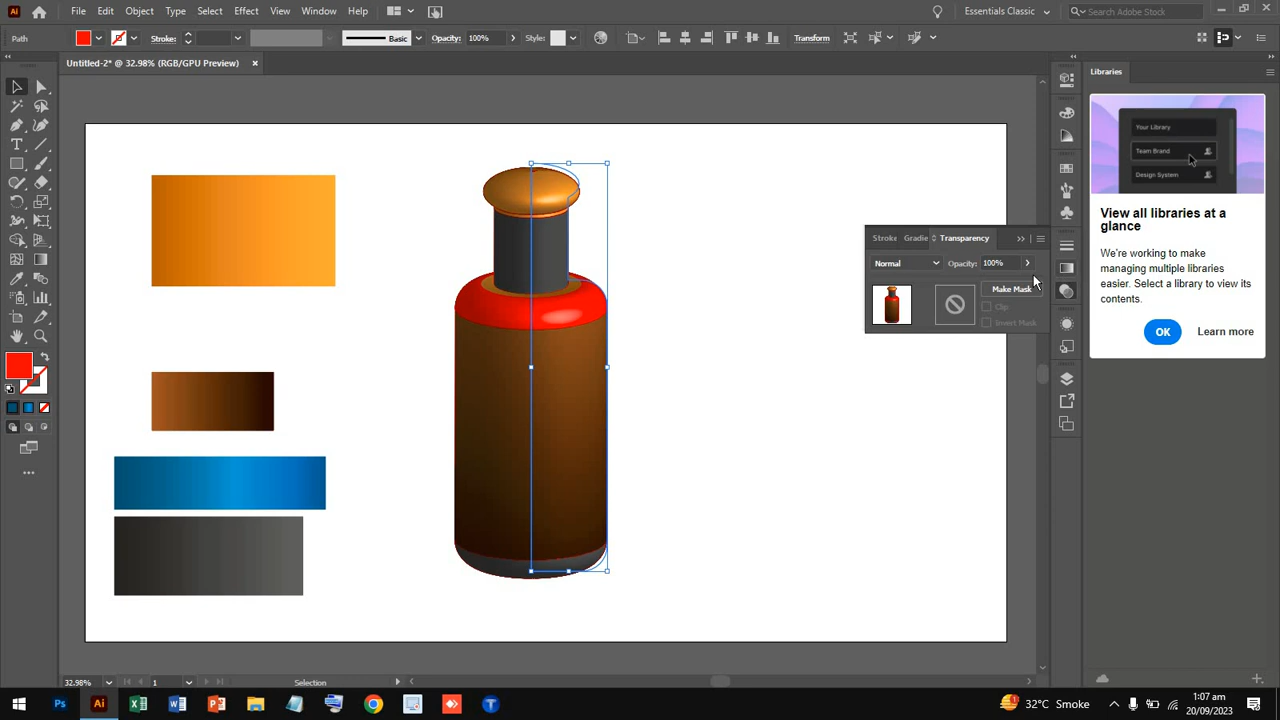 Ai
File
Edit
Object
Type
Select
Effect
View
Window
Help
Essentials Classic
Search Adobe Stock
Path
Stroke:
Basic
Opacity:
100%
Style:
Transform
Untitled-2* @ 32.98% (RGB/GPU Preview)
Libraries
Your Library
Team Brand
Design System
View all libraries at a
glance
We're working to make
managing multiple libraries
easier. Select a library to view its
contents.
OK
Learn more
Stroke
Gradie
Transparency
Normal
Opacity:
100%
Make Mask
Clip
Invert Mask
32.98%
1
Selection
Ps
Ai
32°C Smoke
1:07 am
20/09/2023